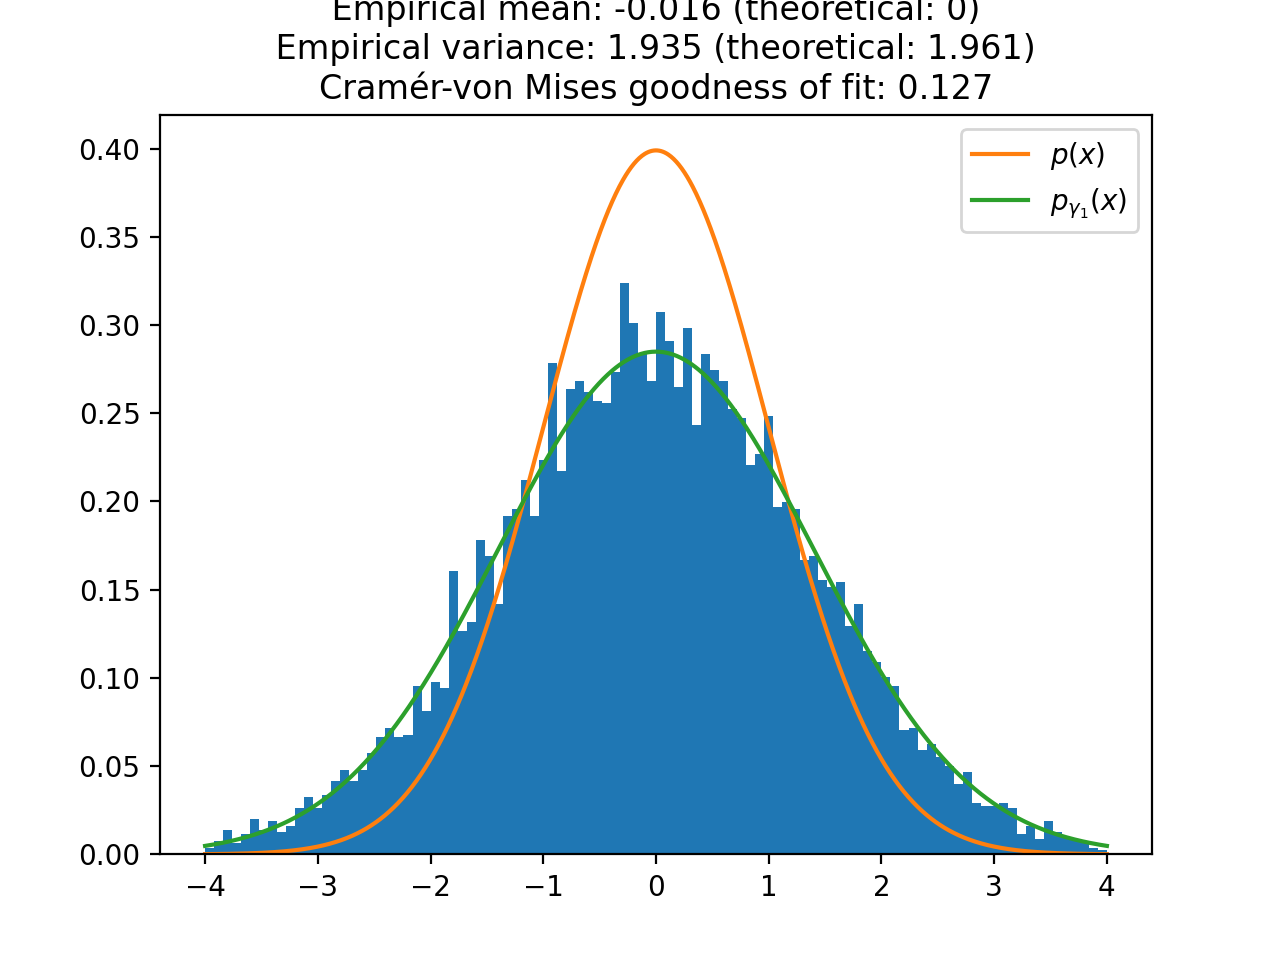 Empirical mean: -0.016 (theoretical: 0)
Empirical variance: 1.935 (theoretical: 1.961)
Cramér-von Mises goodness of fit: 0.127
0.40
0.35
0.30
0.25
0.20
0.15
0.10
0.05
0.00
−4 −3 −2 −1 0 1 2 3 4
p(x)
pγ₁(x)